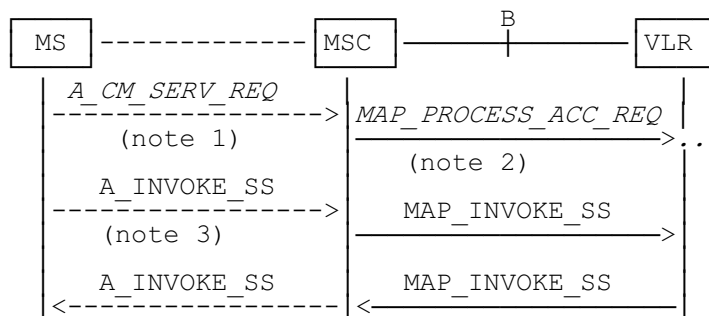 B
MS MSC VLR
A_CM_SERV_REQ
MAP_PROCESS_ACC_REQ
(note 1)
..
(note 2)
A_INVOKE_SS
MAP_INVOKE_SS
(note 3)
A_INVOKE_SS MAP_INVOKE_SS